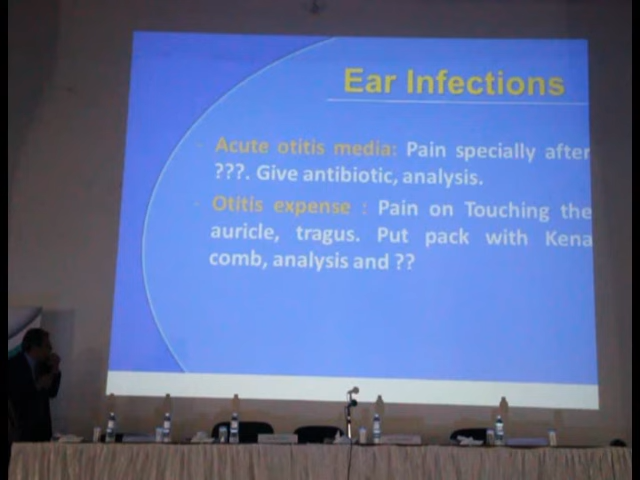 Ear Infections
- Acute otitis media: Pain specially after
???. Give antibiotic, analysis.
- Otitis expense : Pain on Touching the
auricle, tragus. Put pack with Kena
comb, analysis and ??